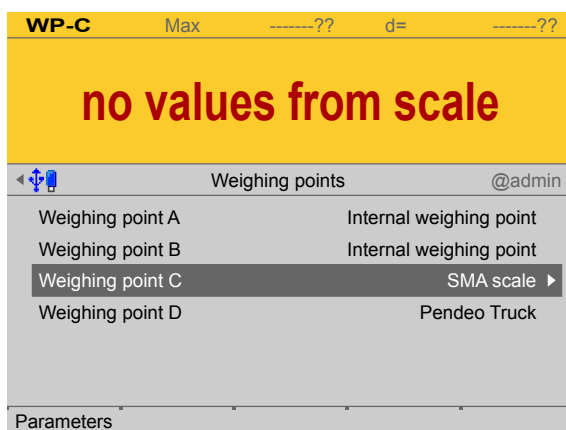 WP-C Max -------?? d= -------??
no values from scale
Weighing points @admin
Weighing point A Internal weighing point
Weighing point B Internal weighing point
Weighing point C SMA scale
Weighing point D Pendeo Truck
Parameters